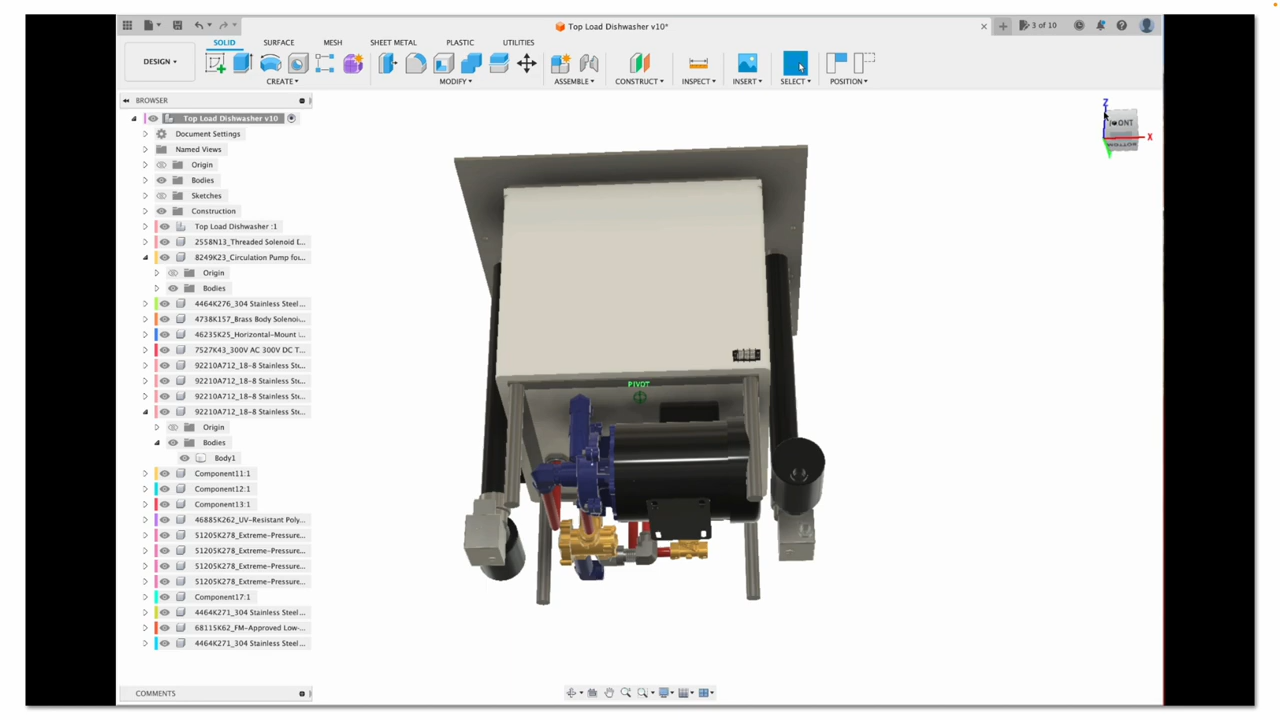 Top Load Dishwasher v10*
3 of 10
DESIGN
SOLID
SURFACE
MESH
SHEET METAL
PLASTIC
UTILITIES
CREATE
MODIFY
ASSEMBLE
CONSTRUCT
INSPECT
INSERT
SELECT
POSITION
BROWSER
Top Load Dishwasher v10
Document Settings
Named Views
Origin
Bodies
Sketches
Construction
Top Load Dishwasher :1
2558N13_Threaded Solenoid D...
8249K23_Circulation Pump fo...
Origin
Bodies
4464K276_304 Stainless Steel ...
4738K157_Brass Body Solenoi...
46235K25_Horizontal-Mount ...
7527K43_300V AC 300V DC T...
92210A712_18-8 Stainless Ste...
92210A712_18-8 Stainless Ste...
92210A712_18-8 Stainless Ste...
92210A712_18-8 Stainless Ste...
Origin
Bodies
Body1
Component11:1
Component12:1
Component13:1
46885K262_UV-Resistant Poly...
51205K278_Extreme-Pressure...
51205K278_Extreme-Pressure...
51205K278_Extreme-Pressure...
51205K278_Extreme-Pressure...
Component17:1
4464K271_304 Stainless Steel ...
68115K62_FM-Approved Low-...
4464K271_304 Stainless Steel ...
COMMENTS
PIVOT
Z
FRONT
X
BOTTOM